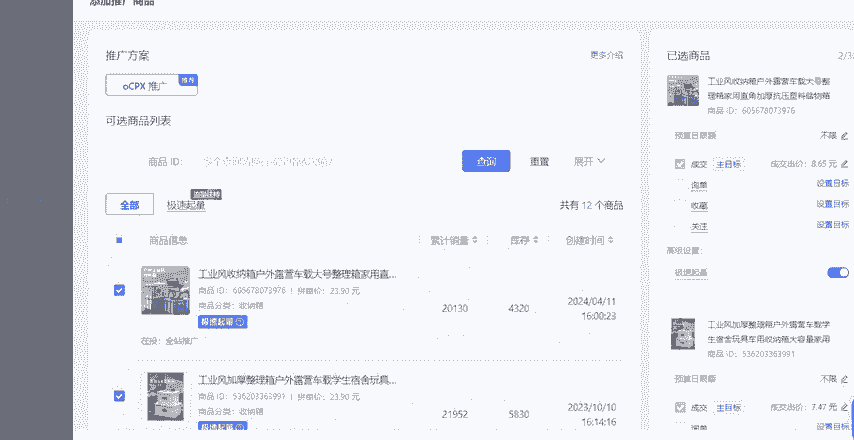 添加推广商品
推广方案
更多介绍
oCPX 推广
推荐
可选商品列表
商品 ID:
查询
重置
展开
全部
极速起量
共有 12 个商品
商品信息
累计销量
库存
创建时间
工业风收纳箱户外露营车载大号整理箱家用直...
商品 ID: 605678073976 | 拼单价: 23.90 元
商品分类: 收纳箱
极速起量
20130
4320
2024/04/11
16:00:23
在投: 全站推广
工业风加厚整理箱户外露营车载学生宿舍玩具...
商品 ID: 536203363991 | 拼单价: 23.90 元
商品分类: 收纳箱
极速起量
21952
5830
2023/10/10
16:14:16
已选商品
工业风收纳箱户外露营车载大号整
理箱家用直角加厚抗压塑料储物箱
商品 ID: 605678073976
预算日限额
不限
成交
主目标
成交出价: 8.65 元
询单
设置目标
收藏
设置目标
关注
设置目标
高级设置:
极速起量
工业风加厚整理箱户外露营车载学
生宿舍玩具车用收纳箱大容量家用
商品 ID: 536203363991
预算日限额
不限
成交
主目标
成交出价: 7.47 元
询单
设置目标